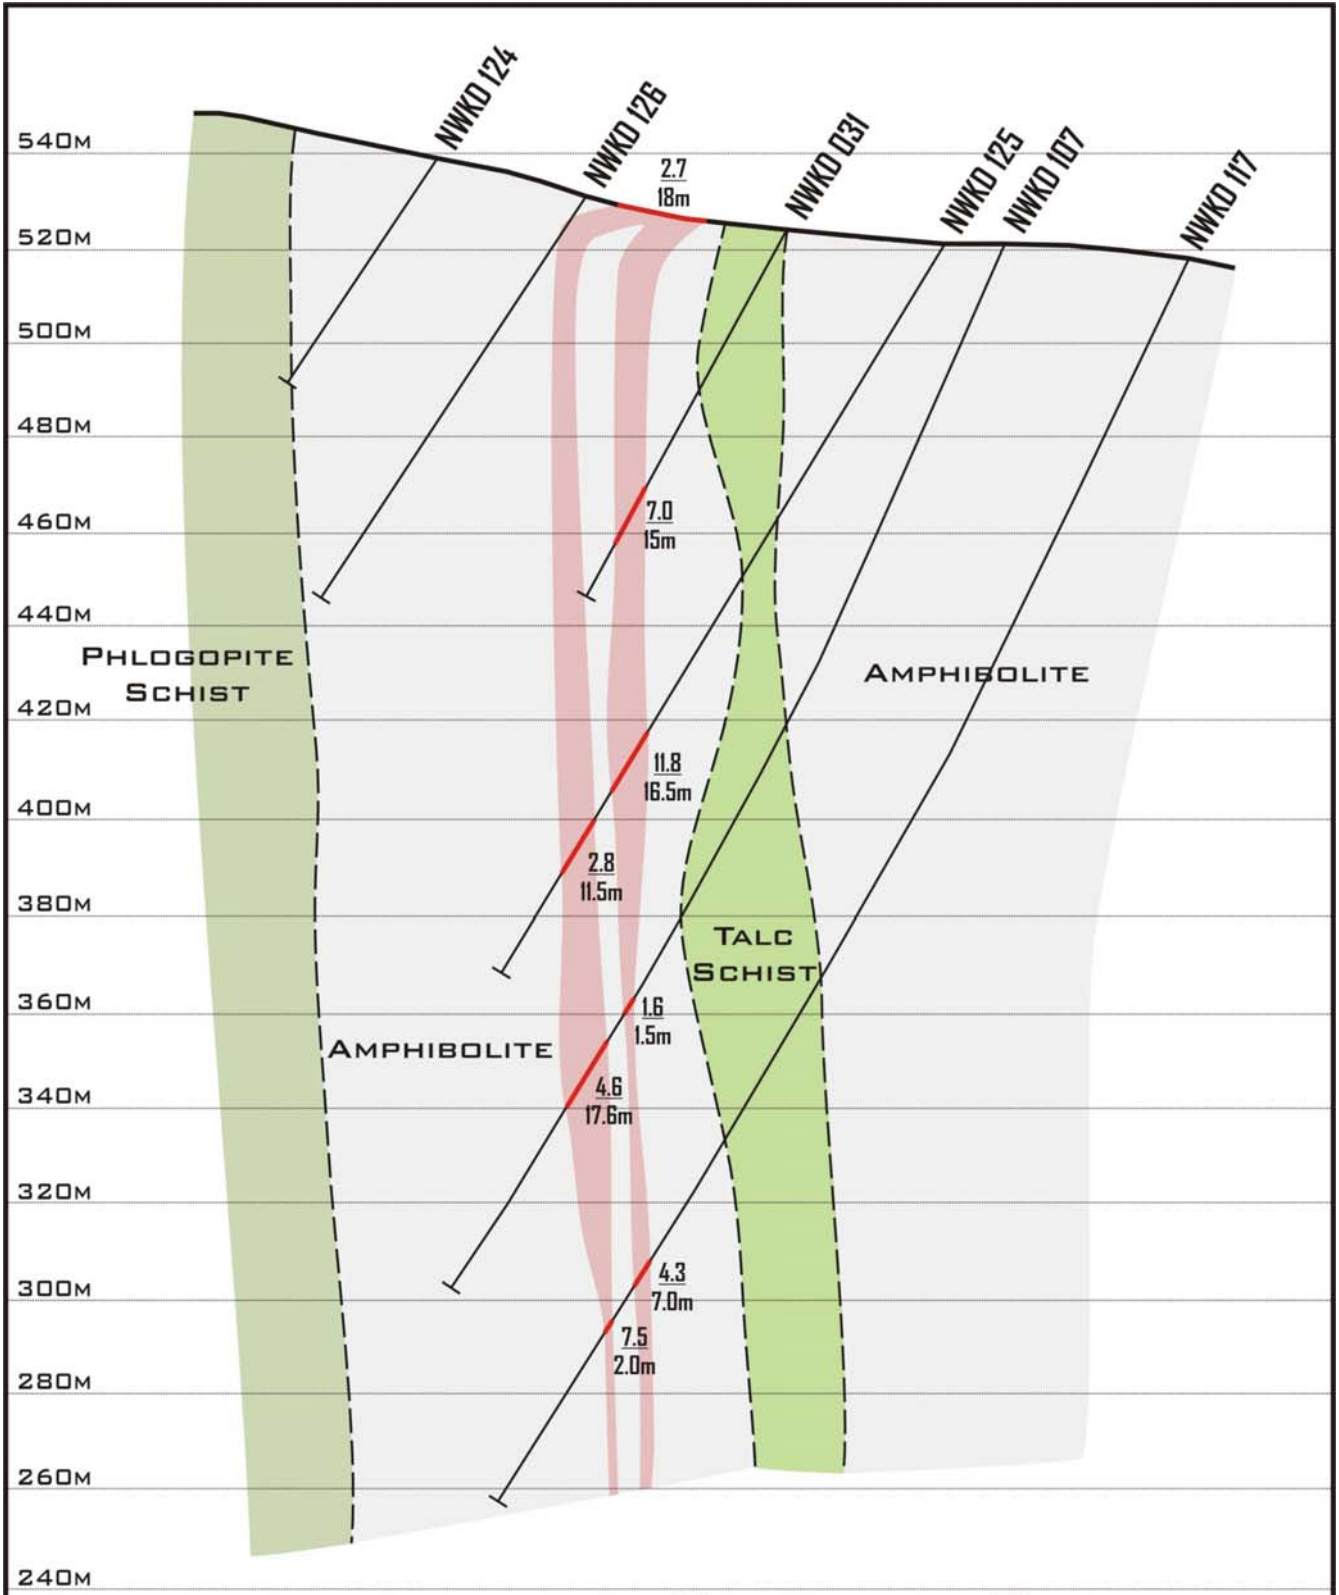 NWKD 124
NWKD 126
NWKD 031
NWKD 125
NWKD 107
NWKD 117
540M
2.7
18m
520M
500M
480M
460M
7.0
15m
440M
PHLOGOPITE
SCHIST
AMPHIBOLITE
420M
11.8
16.5m
400M
2.8
11.5m
380M
TALC
SCHIST
360M
1.6
1.5m
AMPHIBOLITE
340M
4.6
17.6m
320M
300M
4.3
7.0m
7.5
2.0m
280M
260M
240M